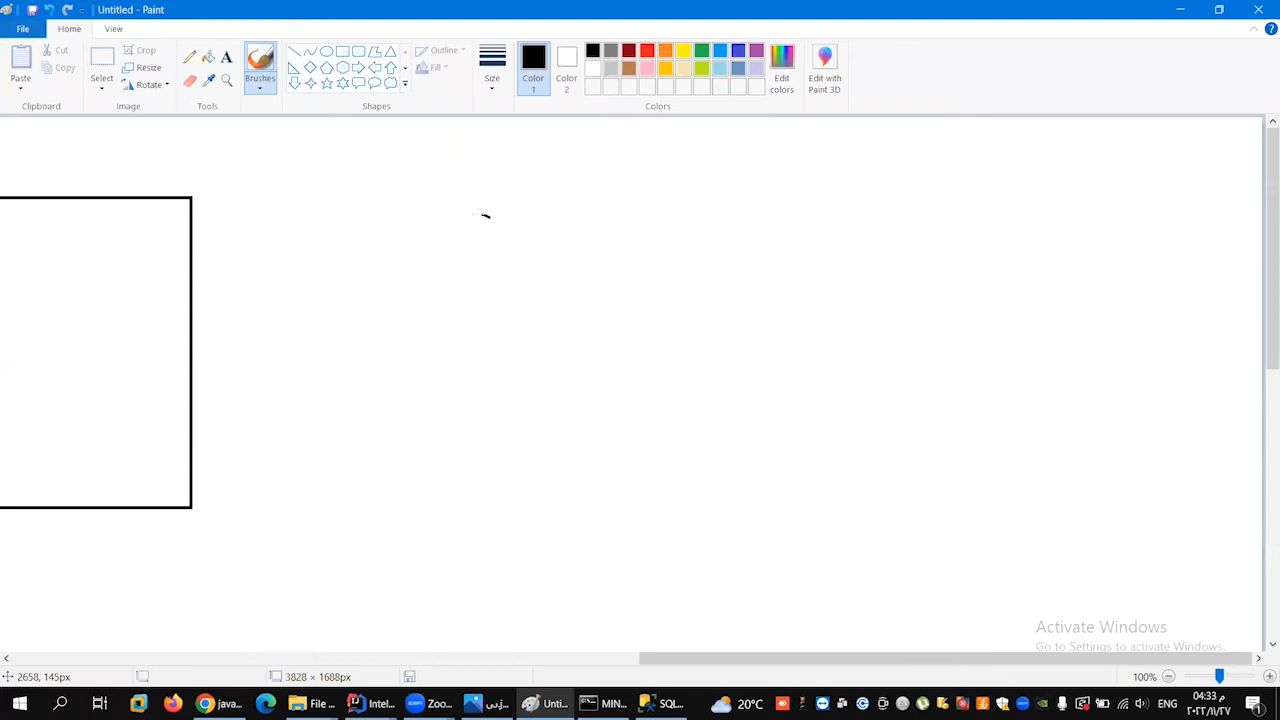 Untitled - Paint
File Home View
Paste
Cut
Copy
Clipboard
Select
Crop
Resize
Rotate
Image
A
Tools
Brushes
Outline
Fill
Shapes
Size
Color 1
Color 2
Edit colors
Colors
Edit with Paint 3D
Activate Windows
Go to Settings to activate Windows.
2658, 145px
3828 × 1688px
100%
java...
File ...
Intel...
Zoo...
Unti...
MIN...
SQL...
20°C
ENG
04:33 م